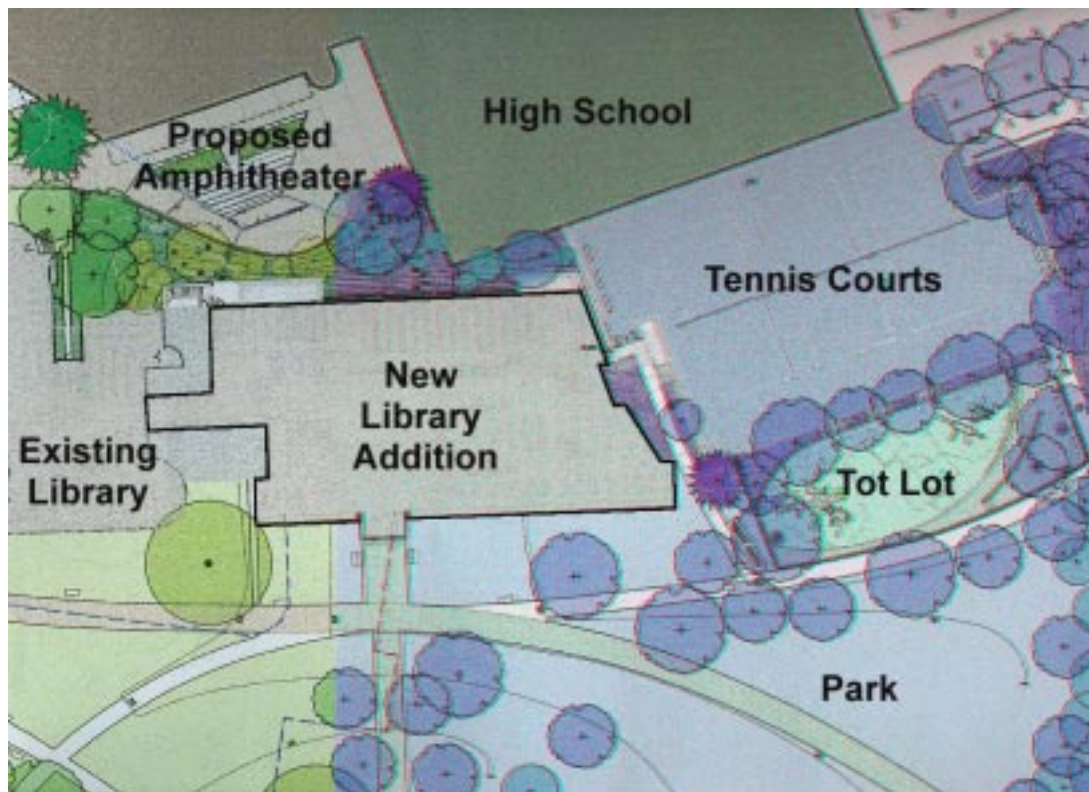 High School
Proposed
Amphitheater
Tennis Courts
New
Library
Addition
Existing
Library
Tot Lot
Park